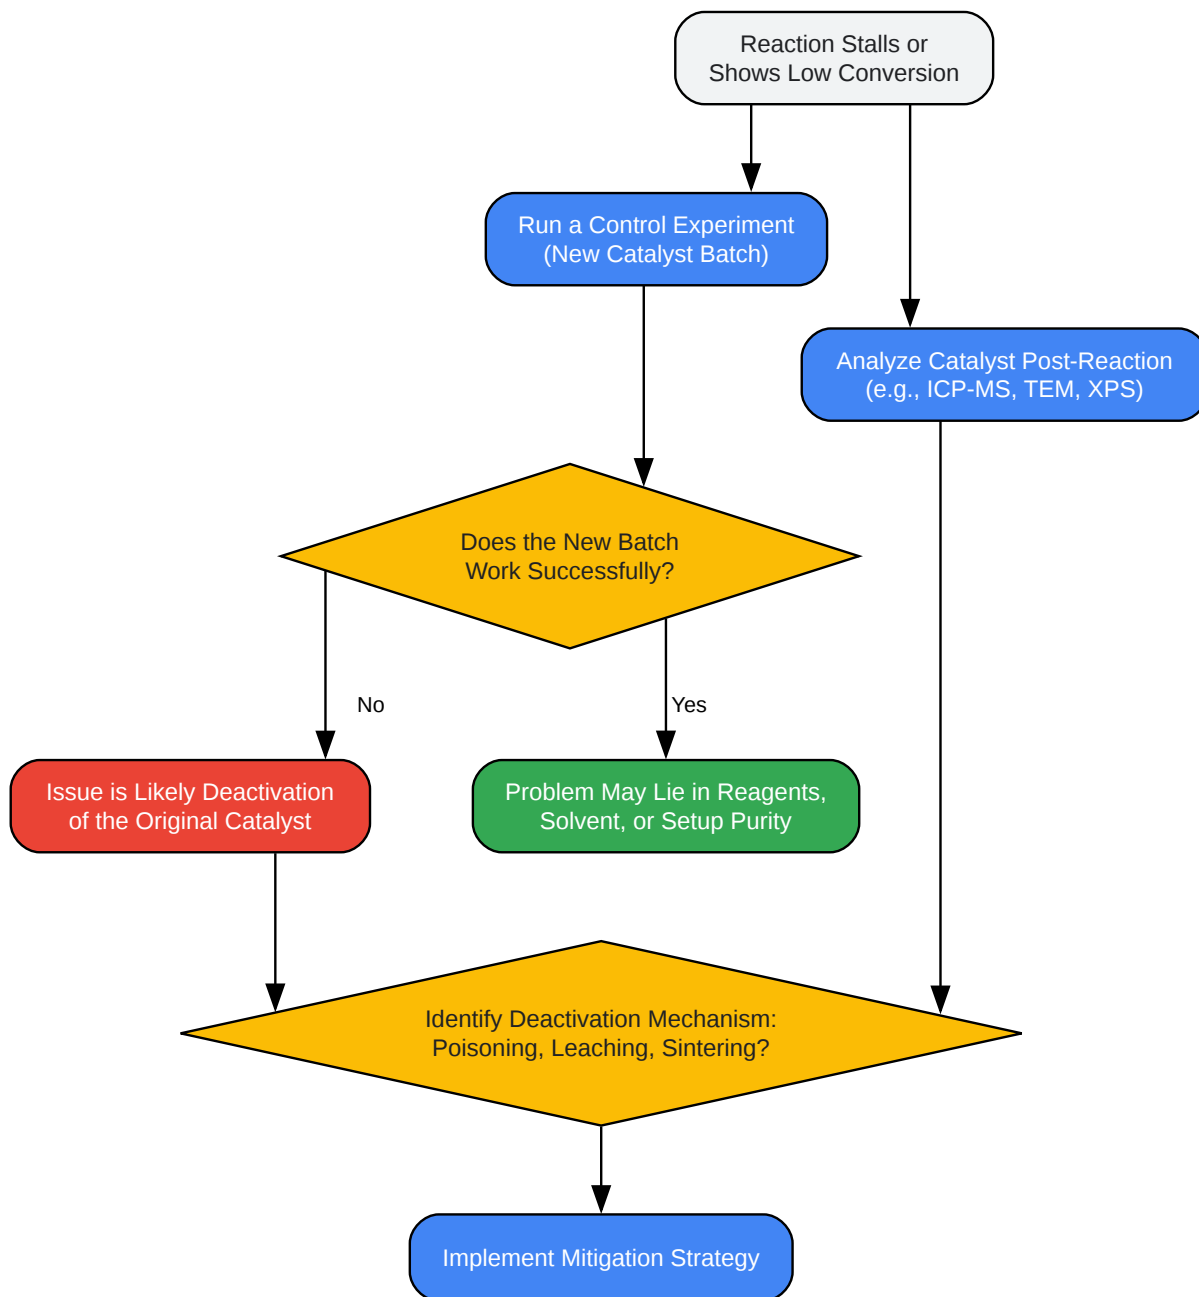 Reaction Stalls or
Shows Low Conversion
Run a Control Experiment
(New Catalyst Batch)
Analyze Catalyst Post-Reaction
(e.g., ICP-MS, TEM, XPS)
Does the New Batch
Work Successfully?
No
Yes
Issue is Likely Deactivation
of the Original Catalyst
Problem May Lie in Reagents,
Solvent, or Setup Purity
Identify Deactivation Mechanism:
Poisoning, Leaching, Sintering?
Implement Mitigation Strategy